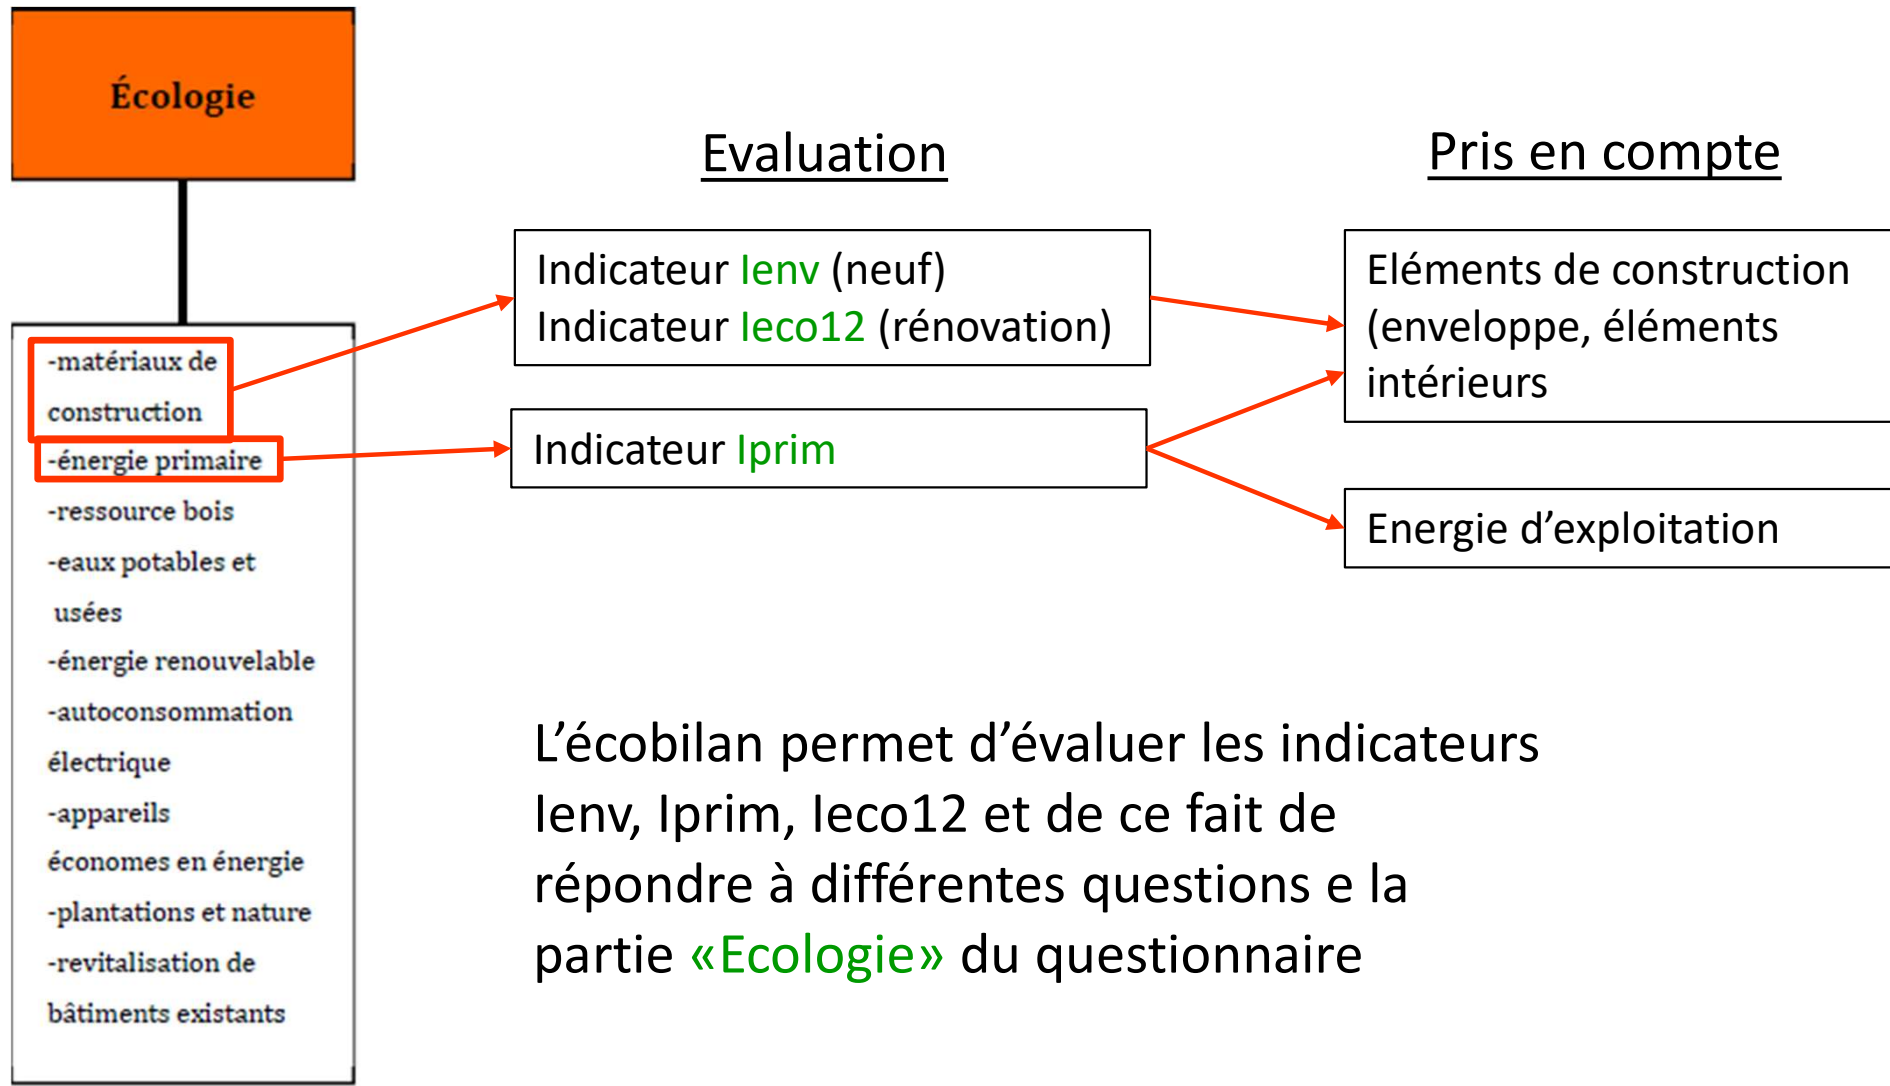 Écologie
-matériaux de
construction
-énergie primaire
-ressource bois
-eaux potables et
usées
-énergie renouvelable
-autoconsommation
électrique
-appareils
économes en énergie
-plantations et nature
-revitalisation de
bâtiments existants
Evaluation
Indicateur Ienv (neuf)
Indicateur Ieco12 (rénovation)
Indicateur Iprim
Pris en compte
Eléments de construction
(enveloppe, éléments
intérieurs
Energie d’exploitation
L’écobilan permet d’évaluer les indicateurs
Ienv, Iprim, Ieco12 et de ce fait de
répondre à différentes questions e la
partie «Ecologie» du questionnaire